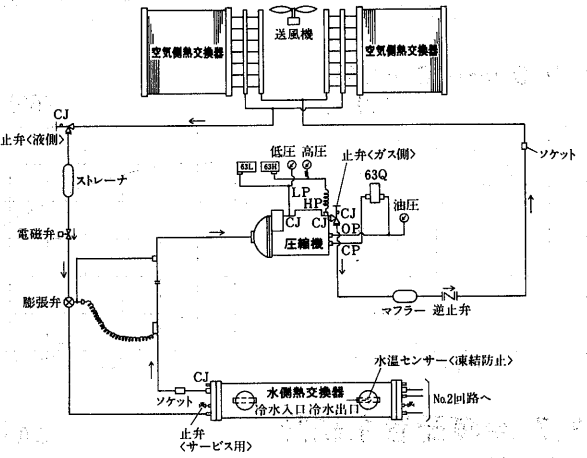 空気側熱交換器
送風機
空気側熱交換器
CJ
止弁<液側>
低圧 高圧
止弁<ガス側>
63L
63H
63Q
ソケット
ストレーナ
LP
HP
油圧
CJ
CJ
CJ
OP
電磁弁
圧縮機
CP
膨張弁
マフラー 逆止弁
水温センサー<凍結防止>
CJ
ソケット
水側熱交換器
冷水入口 冷水出口
No.2回路へ
止弁
<サービス用>